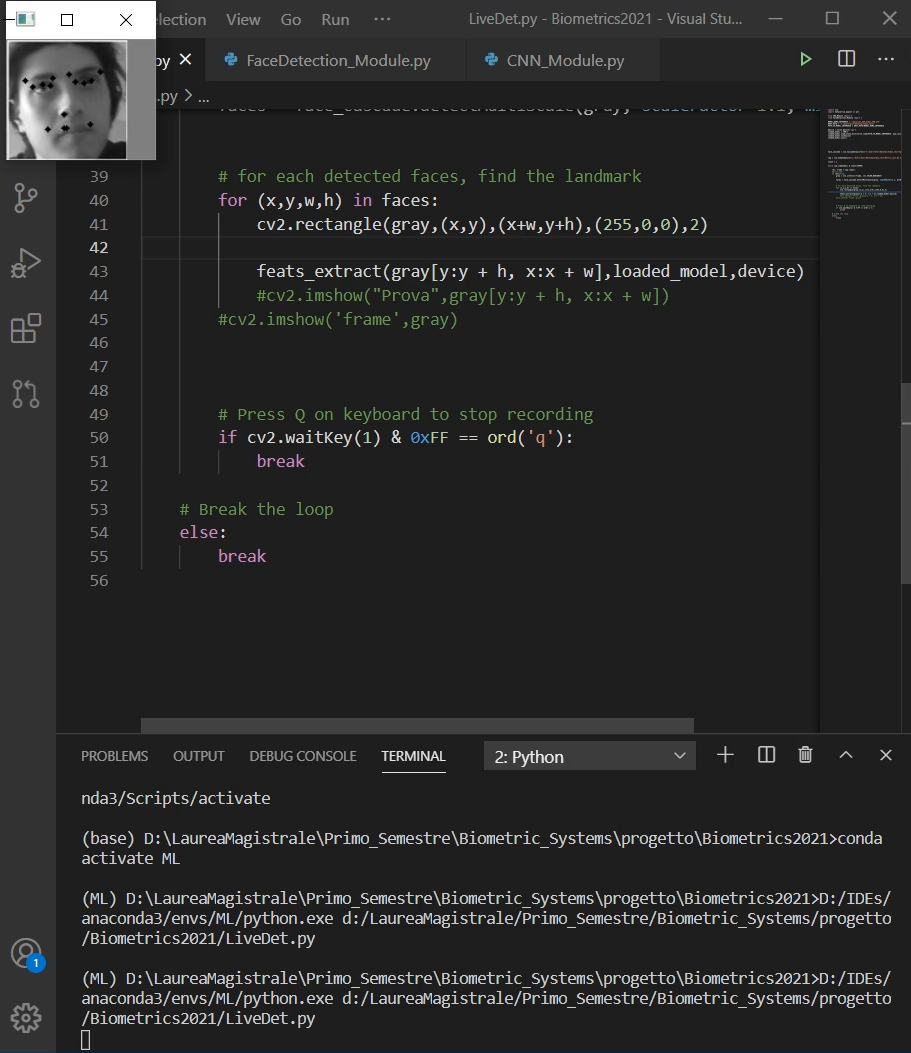 lection View Go Run ··· LiveDet.py - Biometrics2021 - Visual Stu...
py FaceDetection_Module.py CNN_Module.py
.py > ...
39 # for each detected faces, find the landmark
40 for (x,y,w,h) in faces:
41 cv2.rectangle(gray,(x,y),(x+w,y+h),(255,0,0),2)
42
43 feats_extract(gray[y:y + h, x:x + w],loaded_model,device)
44 #cv2.imshow("Prova",gray[y:y + h, x:x + w])
45 #cv2.imshow('frame',gray)
46
47
48
49 # Press Q on keyboard to stop recording
50 if cv2.waitKey(1) & 0xFF == ord('q'):
51 break
52
53 # Break the loop
54 else:
55 break
56
PROBLEMS OUTPUT DEBUG CONSOLE TERMINAL 2: Python
nda3/Scripts/activate
(base) D:\LaureaMagistrale\Primo_Semestre\Biometric_Systems\progetto\Biometrics2021>conda
activate ML
(ML) D:\LaureaMagistrale\Primo_Semestre\Biometric_Systems\progetto\Biometrics2021>D:/IDEs/
anaconda3/envs/ML/python.exe d:/LaureaMagistrale/Primo_Semestre/Biometric_Systems/progetto
/Biometrics2021/LiveDet.py
(ML) D:\LaureaMagistrale\Primo_Semestre\Biometric_Systems\progetto\Biometrics2021>D:/IDEs/
anaconda3/envs/ML/python.exe d:/LaureaMagistrale/Primo_Semestre/Biometric_Systems/progetto
/Biometrics2021/LiveDet.py
1